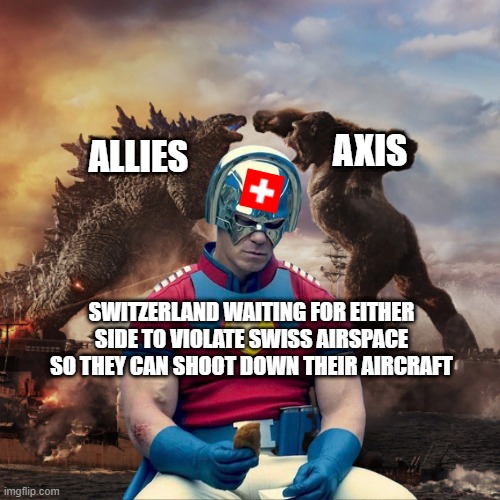 ALLIES
AXIS
SWITZERLAND WAITING FOR EITHER
SIDE TO VIOLATE SWISS AIRSPACE
SO THEY CAN SHOOT DOWN THEIR AIRCRAFT
imgflip.com